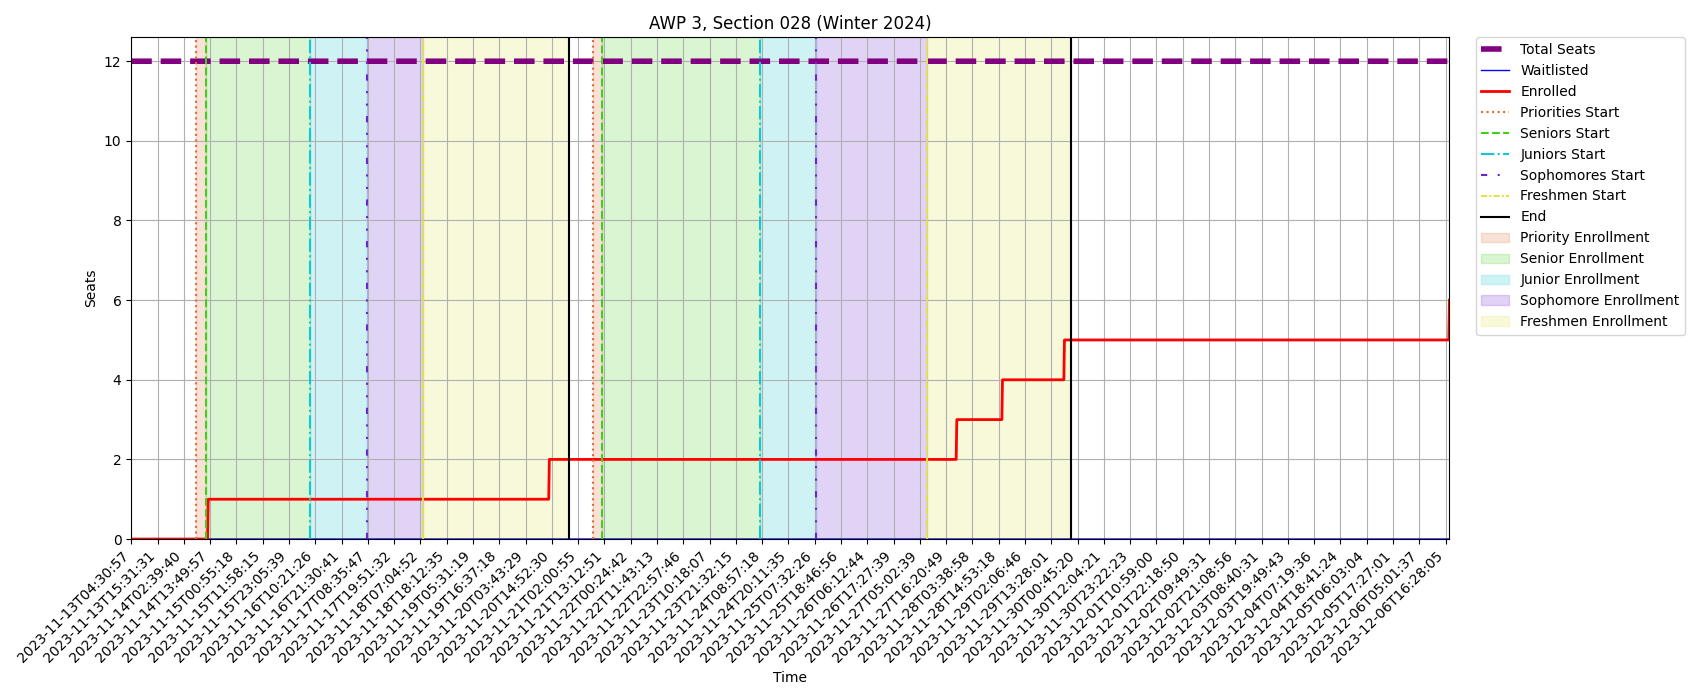 AWP 3, Section 028 (Winter 2024)
Seats
12
10
8
6
4
2
0
2023-11-13T04:30:57
2023-11-13T15:31:31
2023-11-14T02:39:40
2023-11-14T13:49:57
2023-11-15T00:55:18
2023-11-15T11:58:15
2023-11-15T23:05:39
2023-11-16T10:21:26
2023-11-16T21:30:41
2023-11-17T08:35:47
2023-11-17T19:51:32
2023-11-18T07:04:52
2023-11-18T18:12:35
2023-11-19T05:31:19
2023-11-19T16:37:18
2023-11-20T03:43:29
2023-11-20T14:52:30
2023-11-21T02:00:55
2023-11-21T13:12:51
2023-11-22T00:24:42
2023-11-22T11:43:13
2023-11-22T22:57:46
2023-11-23T10:18:07
2023-11-23T21:32:15
2023-11-24T08:57:18
2023-11-24T20:11:35
2023-11-25T07:32:26
2023-11-25T18:46:56
2023-11-26T06:12:44
2023-11-26T17:27:39
2023-11-27T05:02:39
2023-11-27T16:20:49
2023-11-28T03:38:58
2023-11-28T14:53:18
2023-11-29T02:06:46
2023-11-29T13:28:01
2023-11-30T00:45:20
2023-11-30T12:04:21
2023-11-30T23:22:23
2023-12-01T10:59:00
2023-12-01T22:18:50
2023-12-02T09:49:31
2023-12-02T21:08:56
2023-12-03T08:40:31
2023-12-03T19:49:43
2023-12-04T07:19:36
2023-12-04T18:41:24
2023-12-05T06:03:04
2023-12-05T17:27:01
2023-12-06T05:01:37
2023-12-06T16:28:05
Time
Total Seats
Waitlisted
Enrolled
Priorities Start
Seniors Start
Juniors Start
Sophomores Start
Freshmen Start
End
Priority Enrollment
Senior Enrollment
Junior Enrollment
Sophomore Enrollment
Freshmen Enrollment